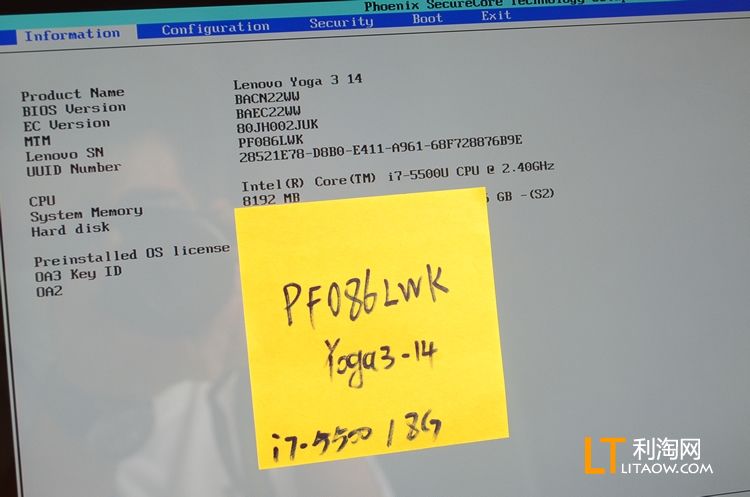 Phoenix SecureCore Technology Setup
Information Configuration Security Boot Exit
Product Name Lenovo Yoga 3 14
BIOS Version BACN22WW
EC Version BAEC22WW
MTM 80JH002JUK
Lenovo SN PF086LWK
UUID Number 28521E78-D8B0-E411-A961-68F728876B9E
CPU Intel(R) Core(TM) i7-5500U CPU @ 2.40GHz
System Memory 8192 MB
Hard disk GB -(S2)
Preinstalled OS license
OA3 Key ID
OA2
PF086LWK
Yoga3-14
i7-5500 / 8G
LT 利淘网
LITAOW.COM